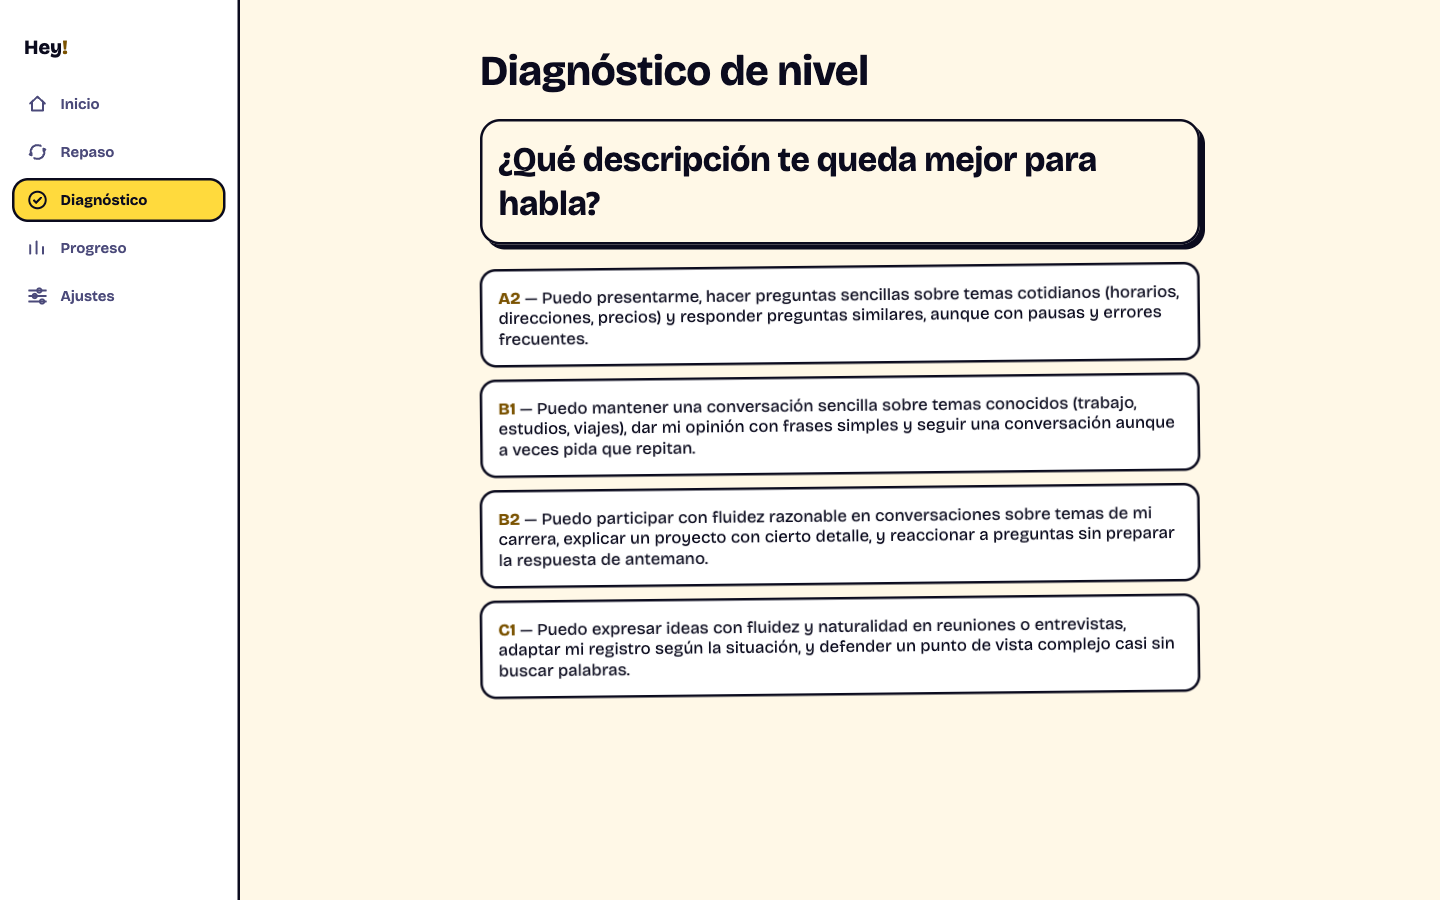 Hey!
Inicio
Repaso
Diagnóstico
Progreso
Ajustes
Diagnóstico de nivel
¿Qué descripción te queda mejor para
habla?
A2 — Puedo presentarme, hacer preguntas sencillas sobre temas cotidianos (horarios,
direcciones, precios) y responder preguntas similares, aunque con pausas y errores
frecuentes.
B1 — Puedo mantener una conversación sencilla sobre temas conocidos (trabajo,
estudios, viajes), dar mi opinión con frases simples y seguir una conversación aunque
a veces pida que repitan.
B2 — Puedo participar con fluidez razonable en conversaciones sobre temas de mi
carrera, explicar un proyecto con cierto detalle, y reaccionar a preguntas sin preparar
la respuesta de antemano.
C1 — Puedo expresar ideas con fluidez y naturalidad en reuniones o entrevistas,
adaptar mi registro según la situación, y defender un punto de vista complejo casi sin
buscar palabras.